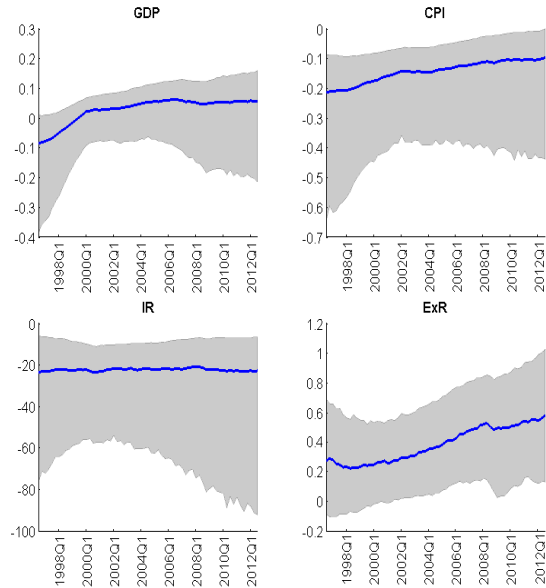 GDP
0.3
0.2
0.1
0
-0.1
-0.2
-0.3
-0.4
1998Q1
2000Q1
2002Q1
2004Q1
2006Q1
2008Q1
2010Q1
2012Q1
CPI
0
-0.1
-0.2
-0.3
-0.4
-0.5
-0.6
-0.7
1998Q1
2000Q1
2002Q1
2004Q1
2006Q1
2008Q1
2010Q1
2012Q1
IR
0
-20
-40
-60
-80
-100
1998Q1
2000Q1
2002Q1
2004Q1
2006Q1
2008Q1
2010Q1
2012Q1
ExR
1.2
1
0.8
0.6
0.4
0.2
0
-0.2
1998Q1
2000Q1
2002Q1
2004Q1
2006Q1
2008Q1
2010Q1
2012Q1